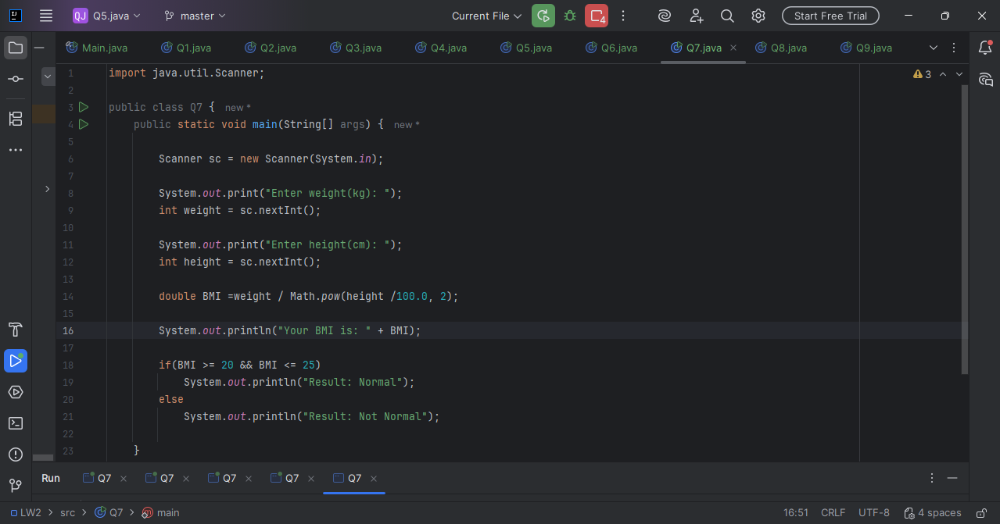 QJ Q5.java master Current File 4 Start Free Trial
Main.java Q1.java Q2.java Q3.java Q4.java Q5.java Q6.java Q7.java Q8.java Q9.java
3
1 import java.util.Scanner;
2
3 public class Q7 { new *
4 public static void main(String[] args) { new *
5
6 Scanner sc = new Scanner(System.in);
7
8 System.out.print("Enter weight(kg): ");
9 int weight = sc.nextInt();
10
11 System.out.print("Enter height(cm): ");
12 int height = sc.nextInt();
13
14 double BMI =weight / Math.pow(height /100.0, 2);
15
16 System.out.println("Your BMI is: " + BMI);
17
18 if(BMI >= 20 && BMI <= 25)
19 System.out.println("Result: Normal");
20 else
21 System.out.println("Result: Not Normal");
22
23 }
Run Q7 Q7 Q7 Q7 Q7
LW2 src Q7 main 16:51 CRLF UTF-8 4 spaces